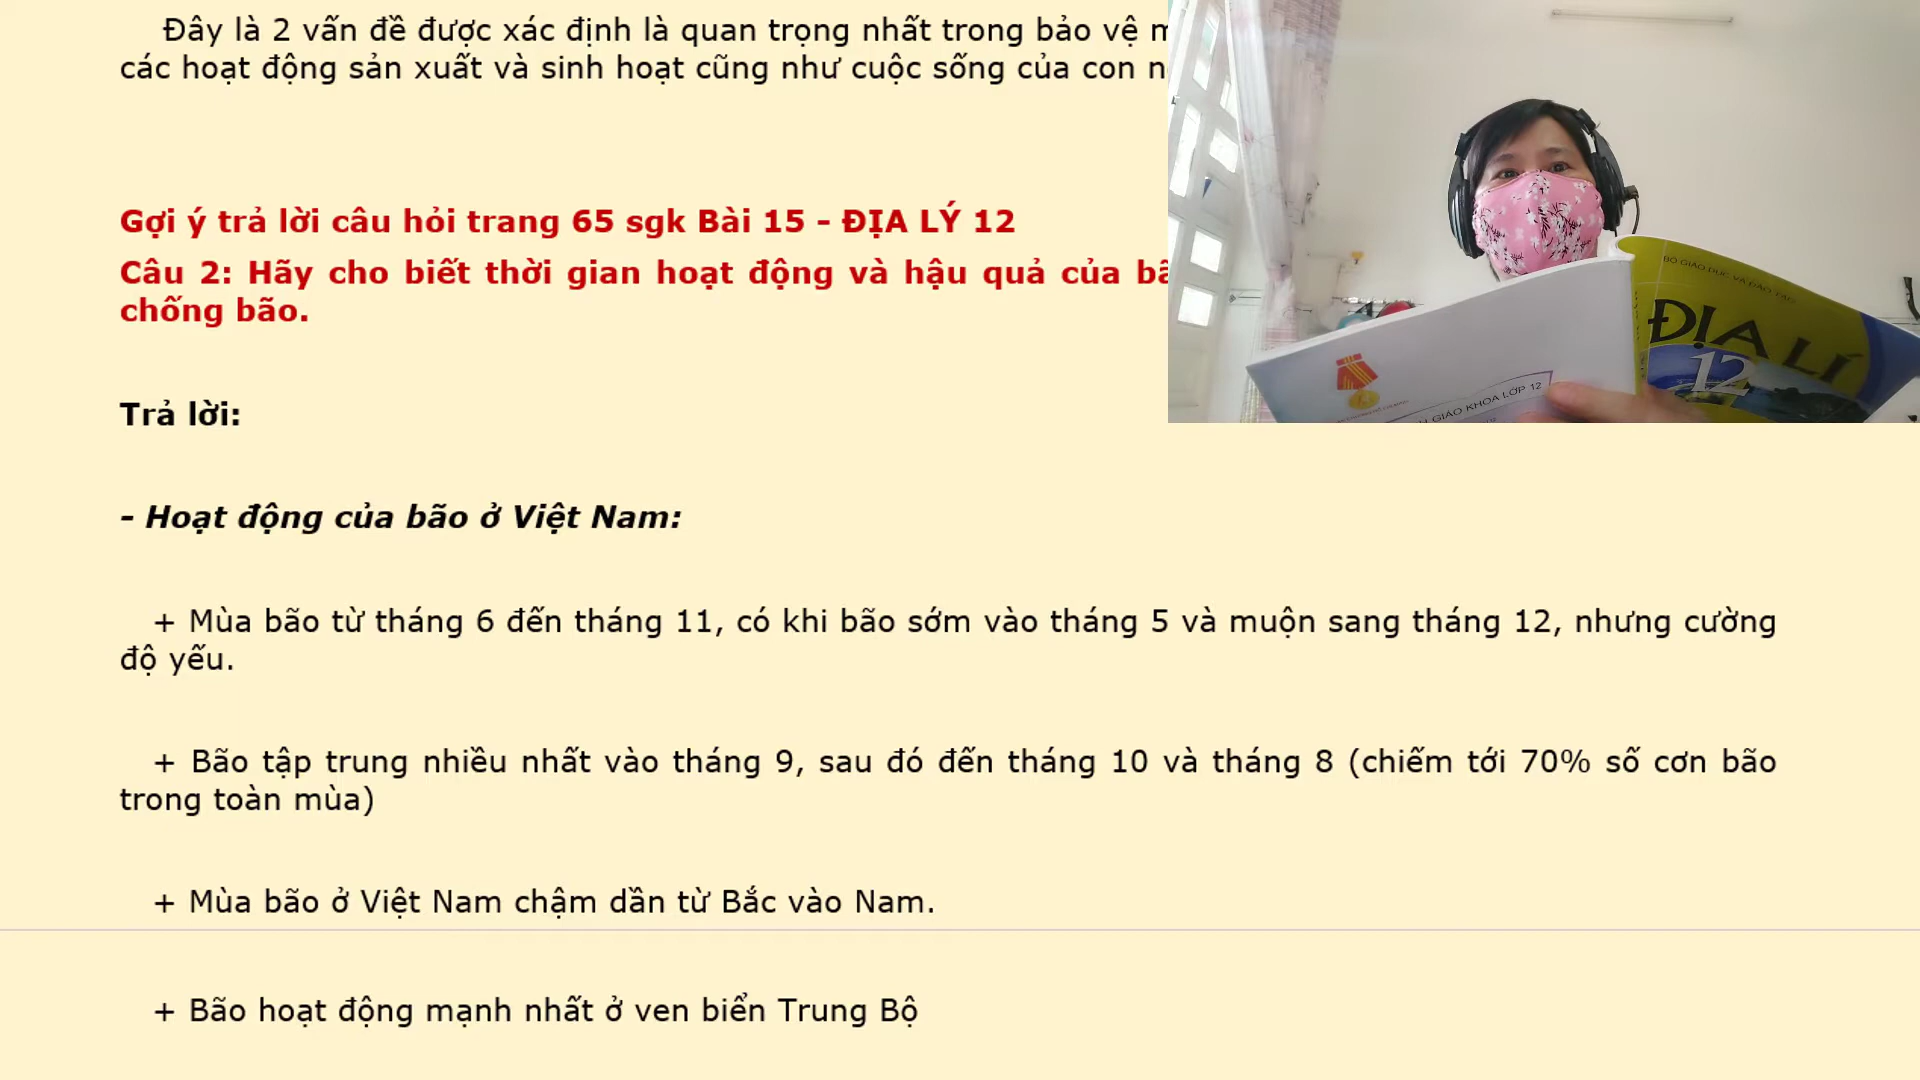 Đây là 2 vấn đề được xác định là quan trọng nhất trong bảo vệ
các hoạt động sản xuất và sinh hoạt cũng như cuộc sống của con
Gợi ý trả lời câu hỏi trang 65 sgk Bài 15 - ĐỊA LÝ 12
Câu 2: Hãy cho biết thời gian hoạt động và hậu quả của
chống bão.
Trả lời:
- Hoạt động của bão ở Việt Nam:
+ Mùa bão từ tháng 6 đến tháng 11, có khi bão sớm vào tháng 5 và muộn sang tháng 12, nhưng cường
độ yếu.
+ Bão tập trung nhiều nhất vào tháng 9, sau đó đến tháng 10 và tháng 8 (chiếm tới 70% số cơn bão
trong toàn mùa)
+ Mùa bão ở Việt Nam chậm dần từ Bắc vào Nam.
+ Bão hoạt động mạnh nhất ở ven biển Trung Bộ
BỘ GIÁO DỤC VÀ ĐÀO TẠO
ĐỊA LÍ
12
GIÁO KHOA LỚP 12